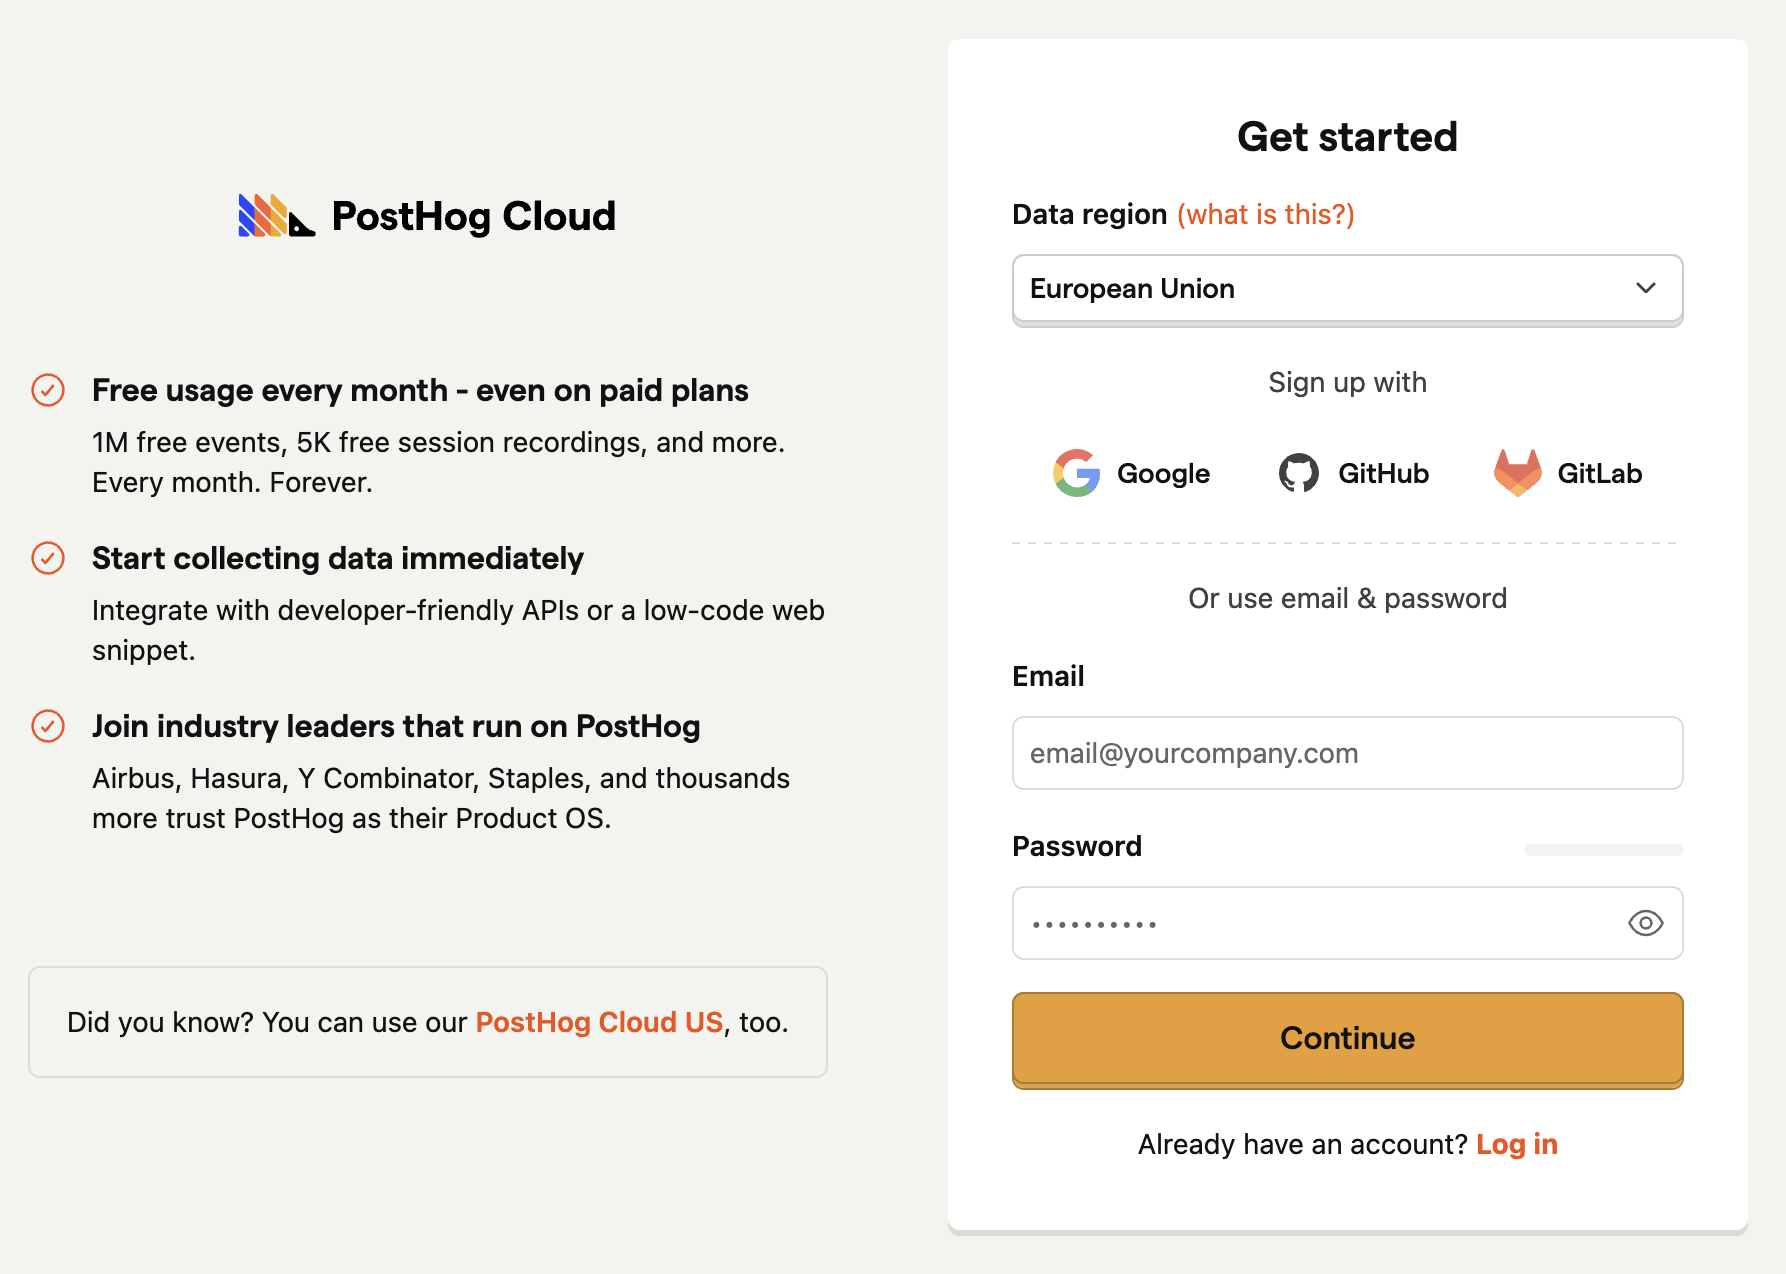 PostHog Cloud
Free usage every month - even on paid plans
1M free events, 5K free session recordings, and more.
Every month. Forever.
Start collecting data immediately
Integrate with developer-friendly APIs or a low-code web
snippet.
Join industry leaders that run on PostHog
Airbus, Hasura, Y Combinator, Staples, and thousands
more trust PostHog as their Product OS.
Did you know? You can use our PostHog Cloud US, too.
Get started
Data region (what is this?)
European Union
Sign up with
Google GitHub GitLab
Or use email & password
Email
email@yourcompany.com
Password
••••••••••
Continue
Already have an account? Log in